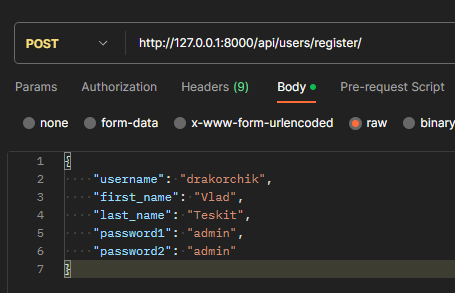 POST http://127.0.0.1:8000/api/users/register/
Params Authorization Headers (9) Body Pre-request Script
none form-data x-www-form-urlencoded raw binary
1 {
2 "username": "drakorchik",
3 "first_name": "Vlad",
4 "last_name": "Teskit",
5 "password1": "admin",
6 "password2": "admin"
7 }